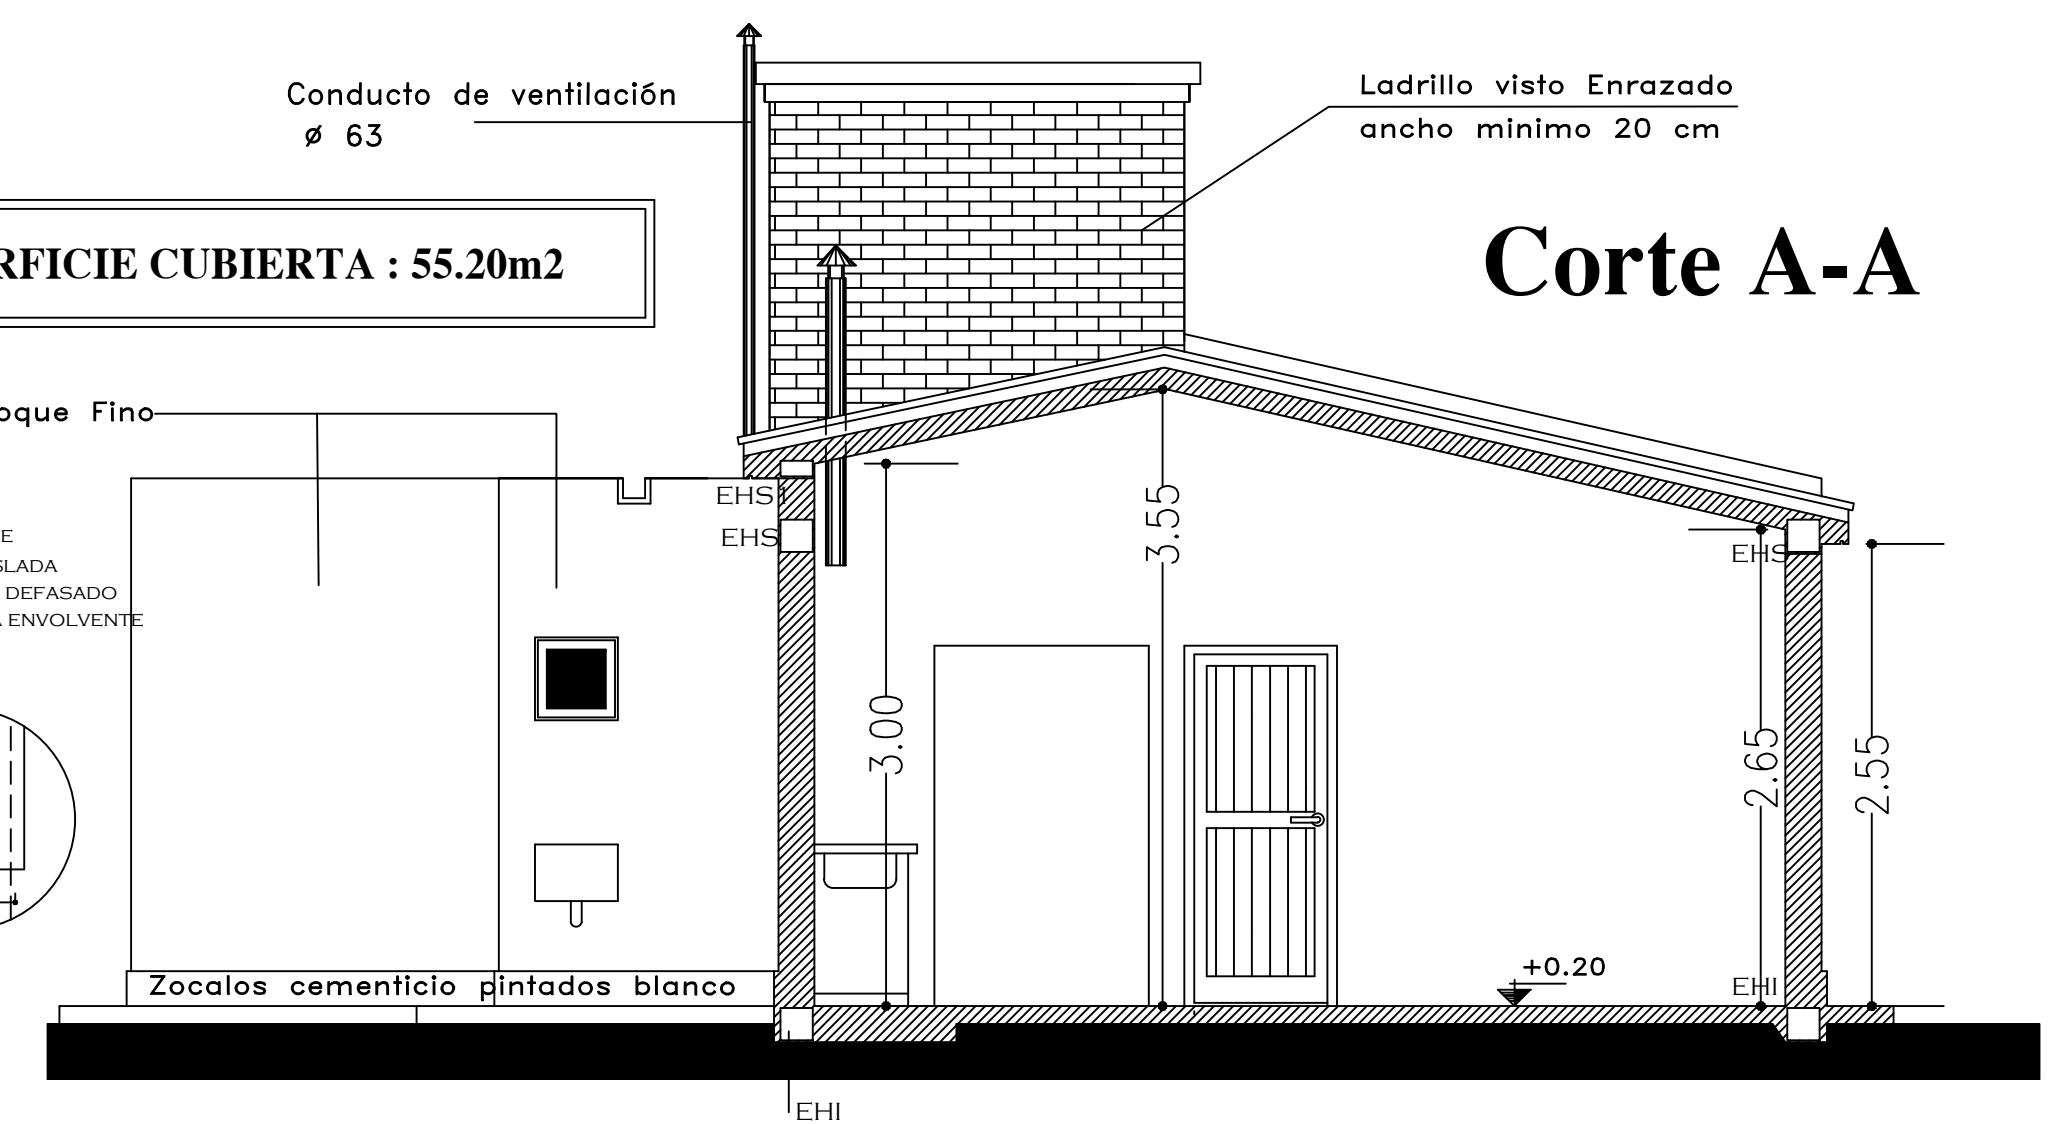 Conducto de ventilación
ø 63
Ladrillo visto Enrazado
ancho minimo 20 cm
RFICIE CUBIERTA : 55.20m2
Corte A-A
oque Fino
EHS1
EHS
EHS
E
SLADA
DEFASADO
A ENVOLVENTE
3.55
3.00
2.65
2.55
+0.20
EHI
Zocalos cementicio pintados blanco
EHI